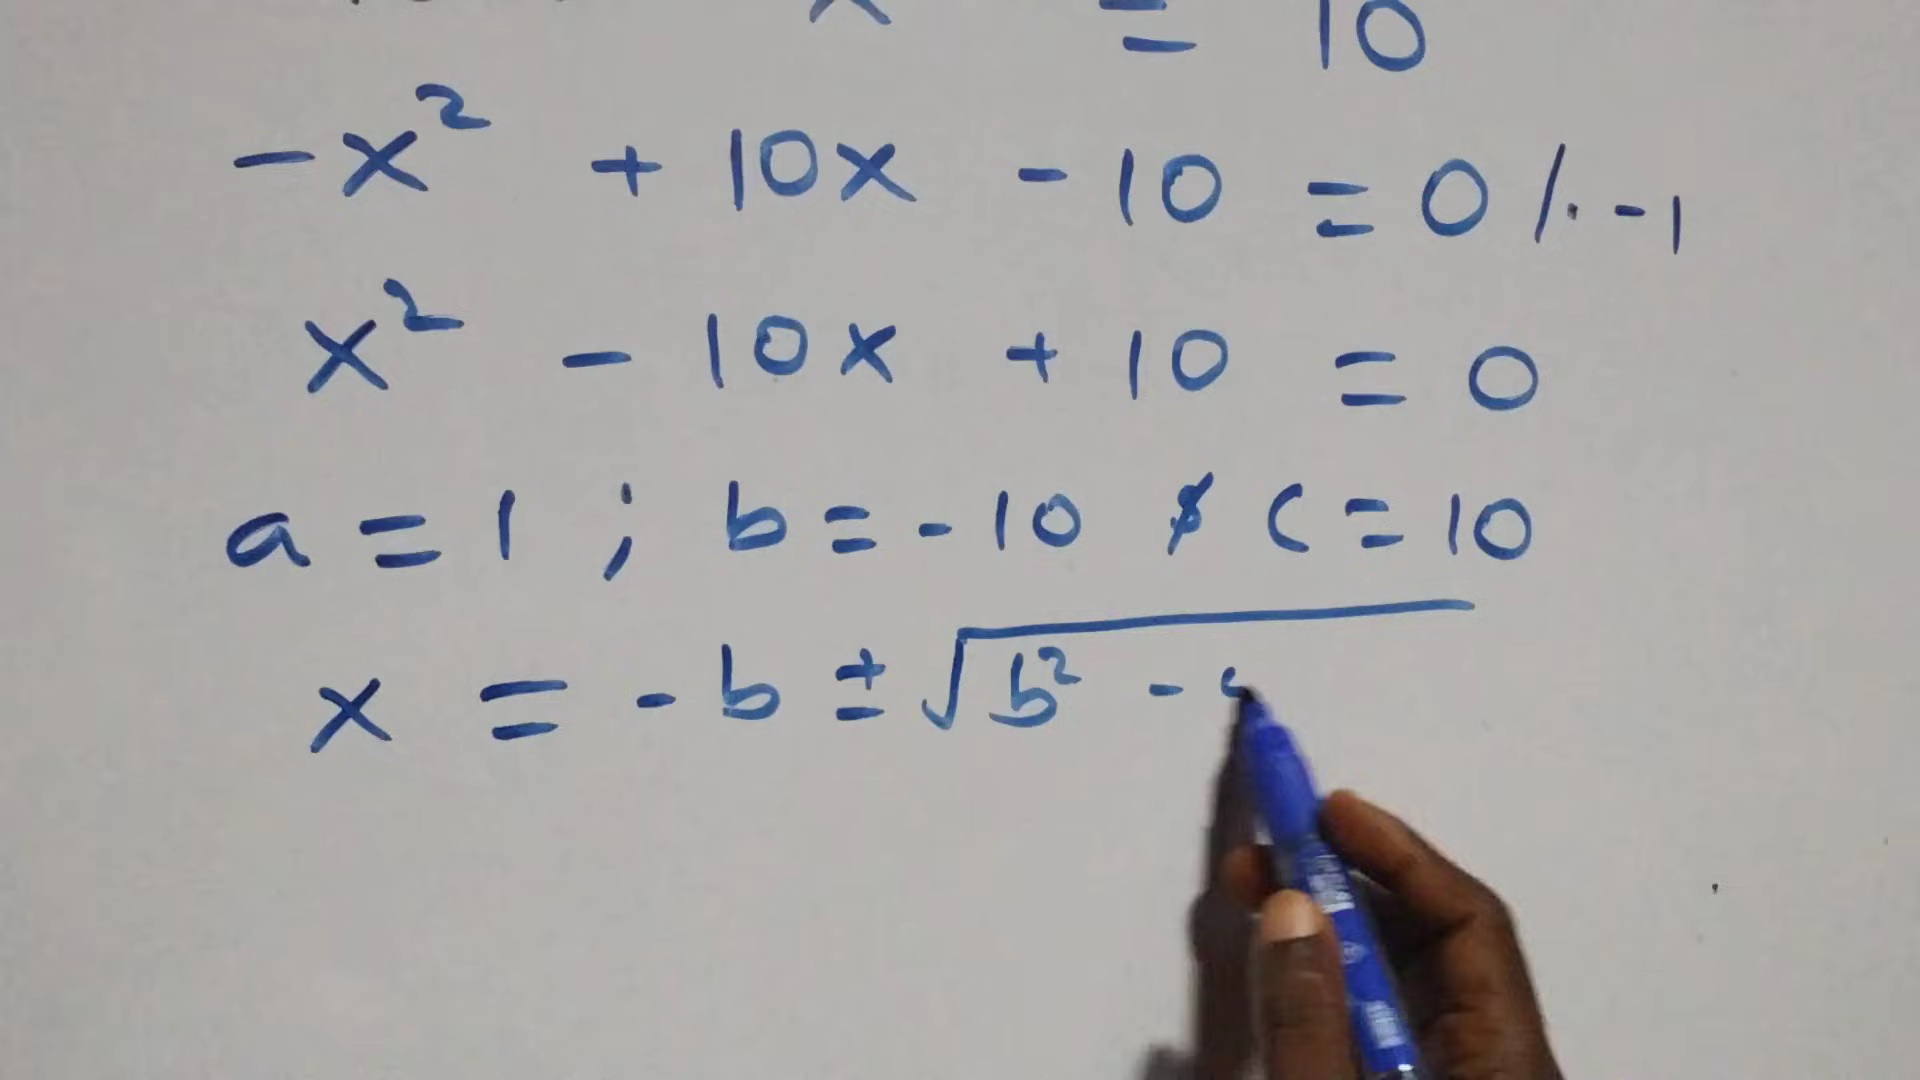 x = 10
-x² + 10x - 10 = 0 /· -1
x² - 10x + 10 = 0
a = 1 ; b = -10 & c = 10
x = -b ± √b² -